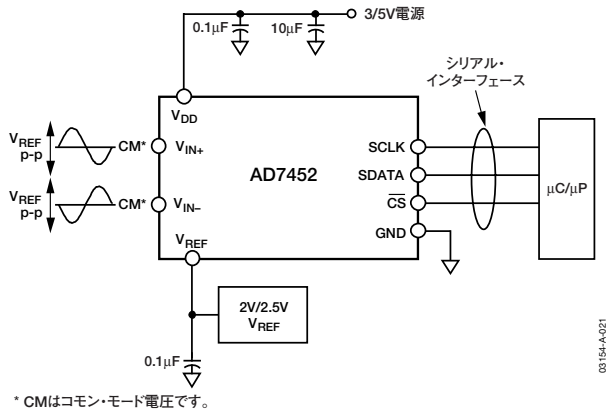 3/5V電源
0.1μF
10μF
シリアル・
インターフェース
VDD
VREF
p-p
CM*
VIN+
AD7452
SCLK
SDATA
μC/μP
VREF
p-p
CM*
VIN–
CS
VREF
GND
2V/2.5V
VREF
0.1μF
03154-A-021
* CMはコモン・モード電圧です。